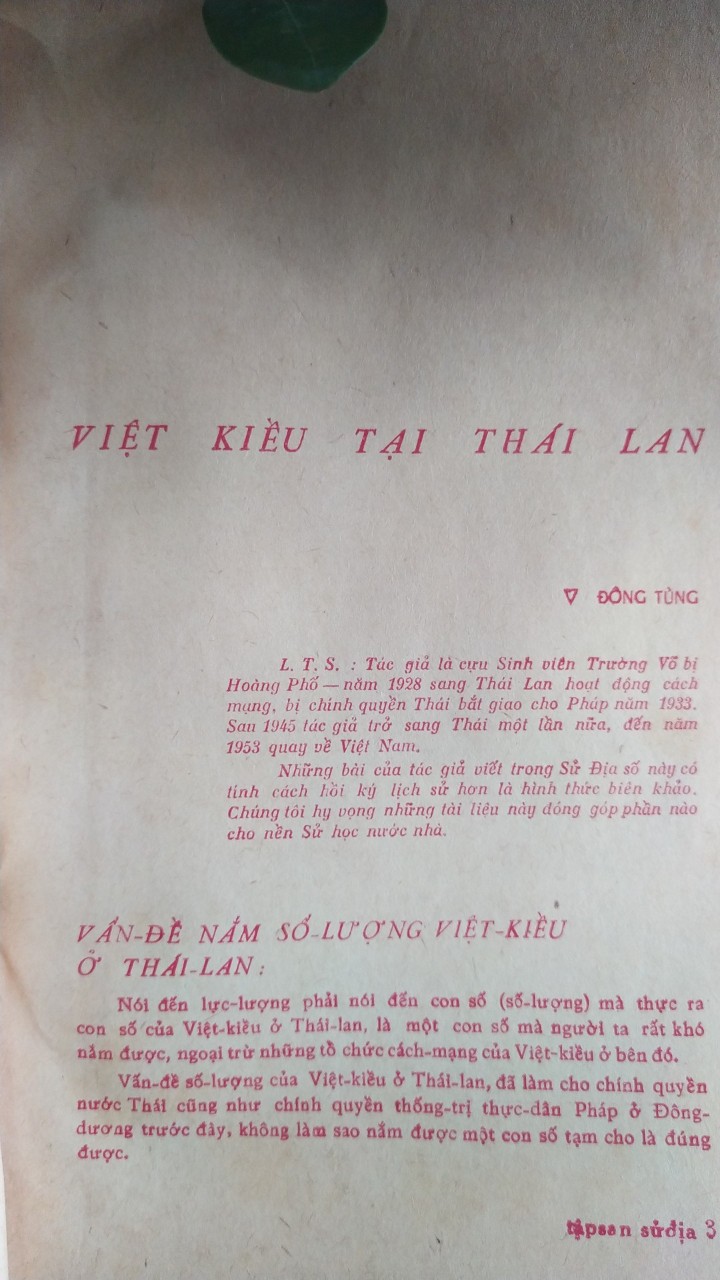 VIỆT KIỀU TẠI THÁI LAN
∇ ĐÔNG TÙNG
L. T. S. : Tác giả là cựu Sinh viên Trường Võ bị
Hoàng Phố — năm 1928 sang Thái Lan hoạt động cách
mạng, bị chính quyền Thái bắt giao cho Pháp năm 1933.
Sau 1945 tác giả trở sang Thái một lần nữa, đến năm
1953 quay về Việt Nam.
Những bài của tác giả viết trong Sử Địa số này có
tính cách hồi ký lịch sử hơn là hình thức biên khảo.
Chúng tôi hy vọng những tài liệu này đóng góp phần nào
cho nền Sử học nước nhà.
VẤN-ĐỀ NẮM SỐ-LƯỢNG VIỆT-KIỀU
Ở THÁI-LAN :
Nói đến lực-lượng phải nói đến con số (số-lượng) mà thực ra
con số của Việt-kiều ở Thái-lan, là một con số mà người ta rất khó
nắm được, ngoại trừ những tổ chức cách-mạng của Việt-kiều ở bên đó.
Vấn-đề số-lượng của Việt-kiều ở Thái-lan, đã làm cho chính quyền
nước Thái cũng như chính quyền thống-trị thực-dân Pháp ở Đông-
dương trước đây, không làm sao nắm được một con số tạm cho là đúng
được.
tập san sử địa 3